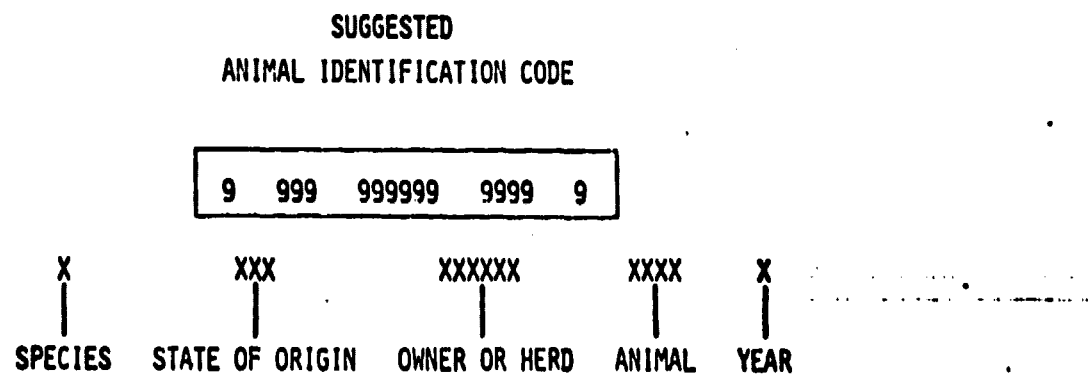 SUGGESTED
ANIMAL IDENTIFICATION CODE
9 999 999999 9999 9
X XXX XXXXXX XXXX X
SPECIES STATE OF ORIGIN OWNER OR HERD ANIMAL YEAR